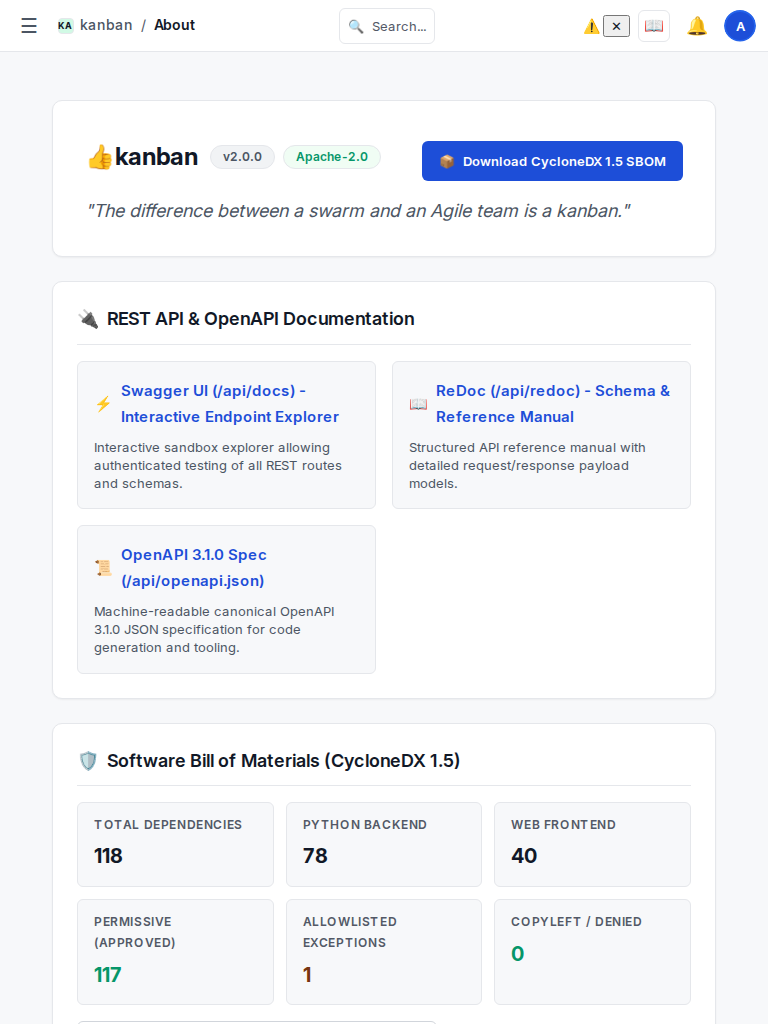 KA kanban / About
Search...
A
kanban
v2.0.0
Apache-2.0
Download CycloneDX 1.5 SBOM
"The difference between a swarm and an Agile team is a kanban."
REST API & OpenAPI Documentation
Swagger UI (/api/docs) -
Interactive Endpoint Explorer
Interactive sandbox explorer allowing
authenticated testing of all REST routes
and schemas.
ReDoc (/api/redoc) - Schema &
Reference Manual
Structured API reference manual with
detailed request/response payload
models.
OpenAPI 3.1.0 Spec
(/api/openapi.json)
Machine-readable canonical OpenAPI
3.1.0 JSON specification for code
generation and tooling.
Software Bill of Materials (CycloneDX 1.5)
TOTAL DEPENDENCIES
118
PYTHON BACKEND
78
WEB FRONTEND
40
PERMISSIVE
(APPROVED)
117
ALLOWLISTED
EXCEPTIONS
1
COPYLEFT / DENIED
0